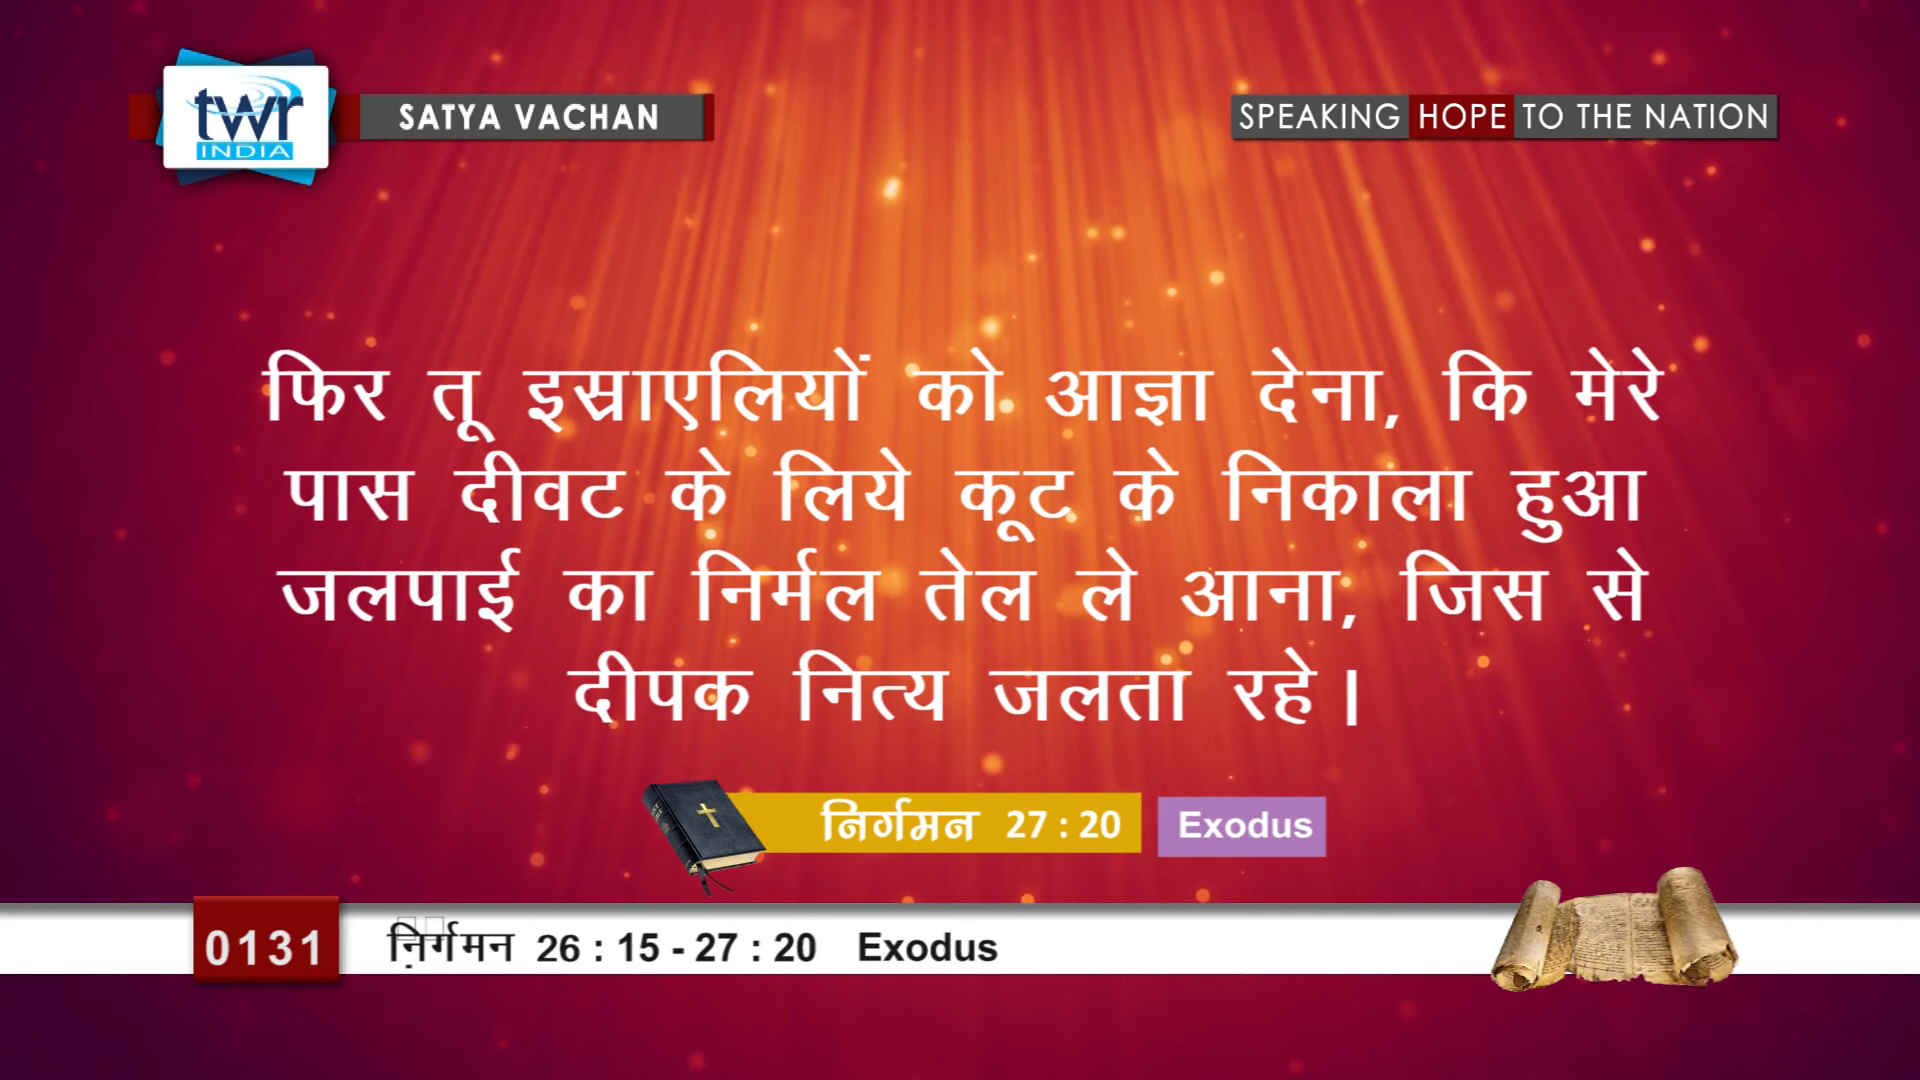 twr
INDIA
SATYA VACHAN
SPEAKING HOPE TO THE NATION
फिर तू इस्राएलियों को आज्ञा देना, कि मेरे
पास दीवट के लिये कूट के निकाला हुआ
जलपाई का निर्मल तेल ले आना, जिस से
दीपक नित्य जलता रहे।
निर्गमन 27 : 20 Exodus
0131 निर्गमन 26 : 15 - 27 : 20 Exodus